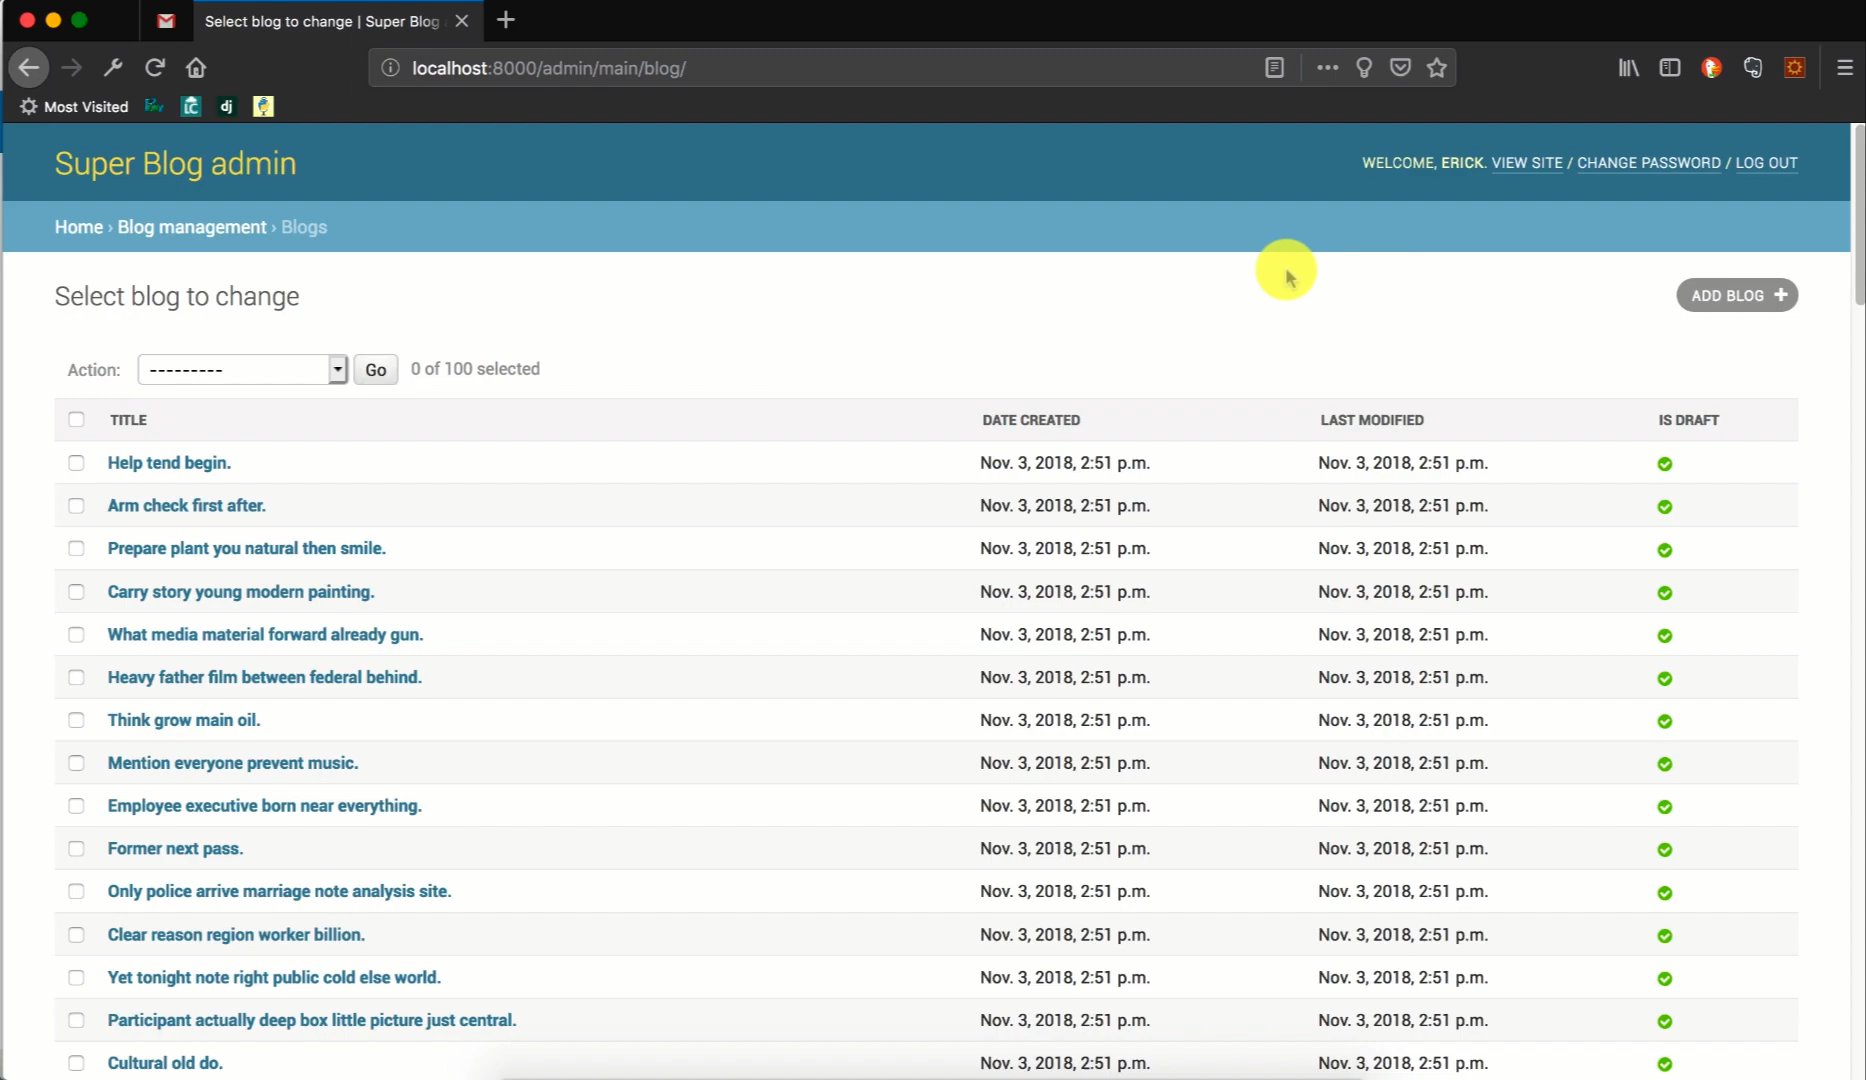 Select blog to change | Super Blog
localhost:8000/admin/main/blog/
Most Visited
dj
Super Blog admin
WELCOME, ERICK. VIEW SITE / CHANGE PASSWORD / LOG OUT
Home › Blog management › Blogs
Select blog to change
ADD BLOG +
Action: --------- Go 0 of 100 selected
TITLE DATE CREATED LAST MODIFIED IS DRAFT
Help tend begin. Nov. 3, 2018, 2:51 p.m. Nov. 3, 2018, 2:51 p.m.
Arm check first after. Nov. 3, 2018, 2:51 p.m. Nov. 3, 2018, 2:51 p.m.
Prepare plant you natural then smile. Nov. 3, 2018, 2:51 p.m. Nov. 3, 2018, 2:51 p.m.
Carry story young modern painting. Nov. 3, 2018, 2:51 p.m. Nov. 3, 2018, 2:51 p.m.
What media material forward already gun. Nov. 3, 2018, 2:51 p.m. Nov. 3, 2018, 2:51 p.m.
Heavy father film between federal behind. Nov. 3, 2018, 2:51 p.m. Nov. 3, 2018, 2:51 p.m.
Think grow main oil. Nov. 3, 2018, 2:51 p.m. Nov. 3, 2018, 2:51 p.m.
Mention everyone prevent music. Nov. 3, 2018, 2:51 p.m. Nov. 3, 2018, 2:51 p.m.
Employee executive born near everything. Nov. 3, 2018, 2:51 p.m. Nov. 3, 2018, 2:51 p.m.
Former next pass. Nov. 3, 2018, 2:51 p.m. Nov. 3, 2018, 2:51 p.m.
Only police arrive marriage note analysis site. Nov. 3, 2018, 2:51 p.m. Nov. 3, 2018, 2:51 p.m.
Clear reason region worker billion. Nov. 3, 2018, 2:51 p.m. Nov. 3, 2018, 2:51 p.m.
Yet tonight note right public cold else world. Nov. 3, 2018, 2:51 p.m. Nov. 3, 2018, 2:51 p.m.
Participant actually deep box little picture just central. Nov. 3, 2018, 2:51 p.m. Nov. 3, 2018, 2:51 p.m.
Cultural old do. Nov. 3, 2018, 2:51 p.m. Nov. 3, 2018, 2:51 p.m.